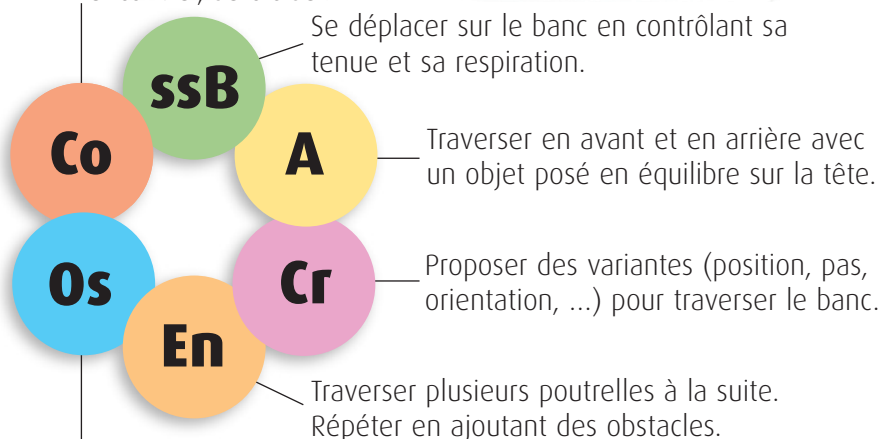 Se déplacer sur le banc en contrôlant sa
tenue et sa respiration.
ssB
Co
A
Traverser en avant et en arrière avec
un objet posé en équilibre sur la tête.
Os
Cr
Proposer des variantes (position, pas,
orientation, ...) pour traverser le banc.
En
Traverser plusieurs poutrelles à la suite.
Répéter en ajoutant des obstacles.